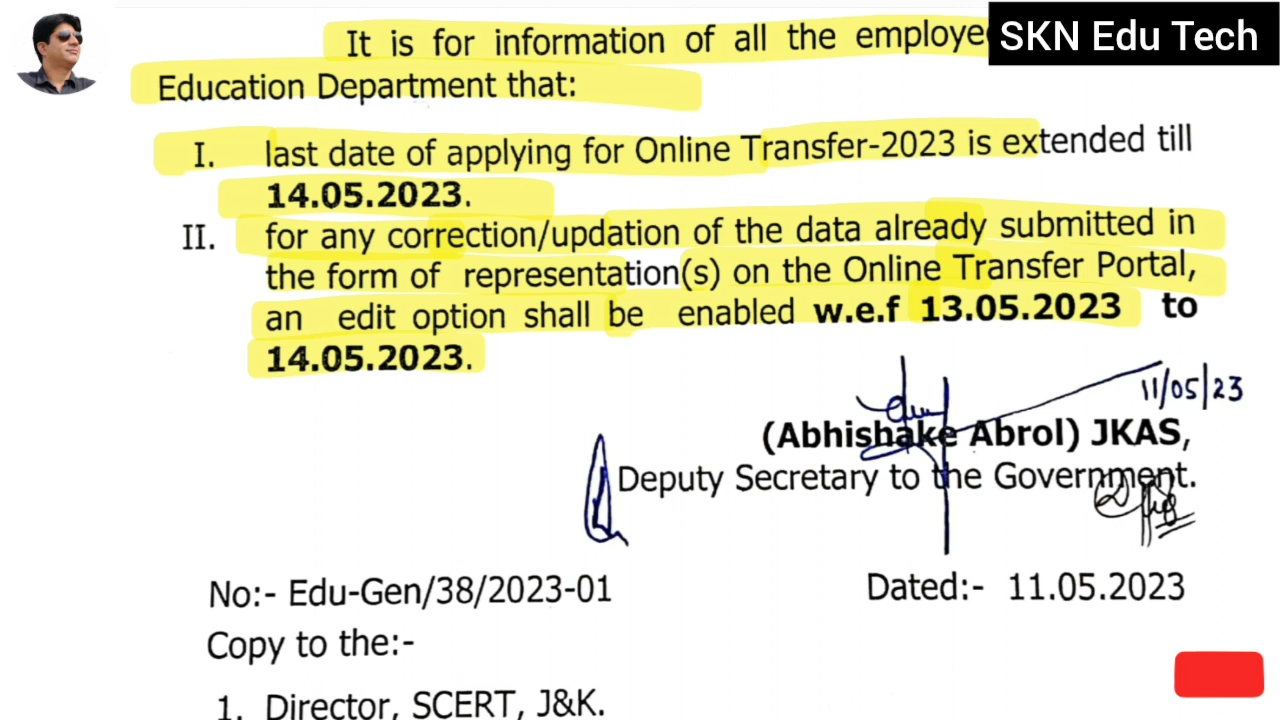 SKN Edu Tech
It is for information of all the employe
Education Department that:
I. last date of applying for Online Transfer-2023 is extended till
14.05.2023.
II. for any correction/updation of the data already submitted in
the form of representation(s) on the Online Transfer Portal,
an edit option shall be enabled w.e.f 13.05.2023 to
14.05.2023.
11/05/23
(Abhishake Abrol) JKAS,
Deputy Secretary to the Government.
No:- Edu-Gen/38/2023-01 Dated:- 11.05.2023
Copy to the:-
1. Director, SCERT, J&K.